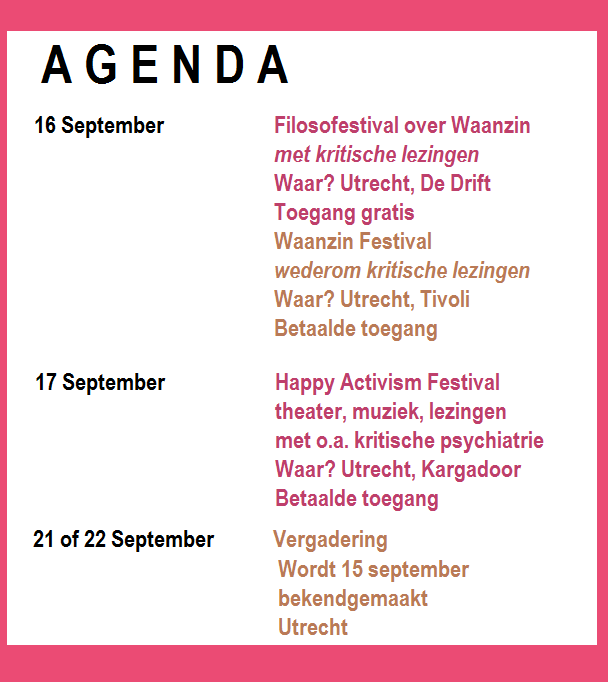 AGENDA
16 September Filosofestival over Waanzin
met kritische lezingen
Waar? Utrecht, De Drift
Toegang gratis
Waanzin Festival
wederom kritische lezingen
Waar? Utrecht, Tivoli
Betaalde toegang
17 September Happy Activism Festival
theater, muziek, lezingen
met o.a. kritische psychiatrie
Waar? Utrecht, Kargadoor
Betaalde toegang
21 of 22 September Vergadering
Wordt 15 september
bekendgemaakt
Utrecht